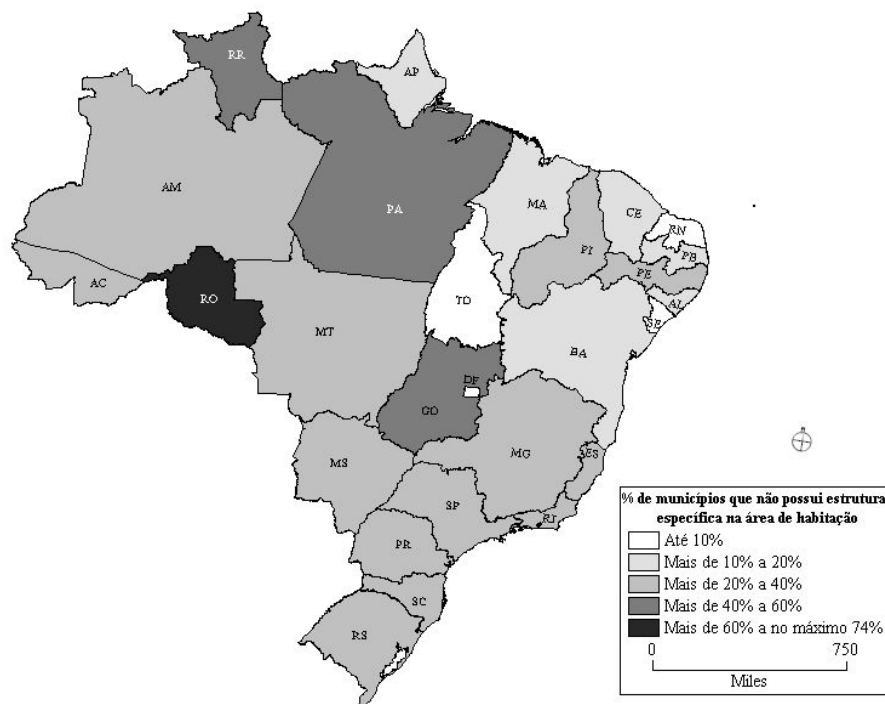 RR
AP
AM
PA
MA
CE
RN
PB
PI
PE
AC
AL
RO
TO
SE
MT
BA
DF
GO
MS
MG
ES
SP
RJ
PR
SC
RS
% de municípios que não possui estrutura
específica na área de habitação
Até 10%
Mais de 10% a 20%
Mais de 20% a 40%
Mais de 40% a 60%
Mais de 60% a no máximo 74%
0 750
Miles